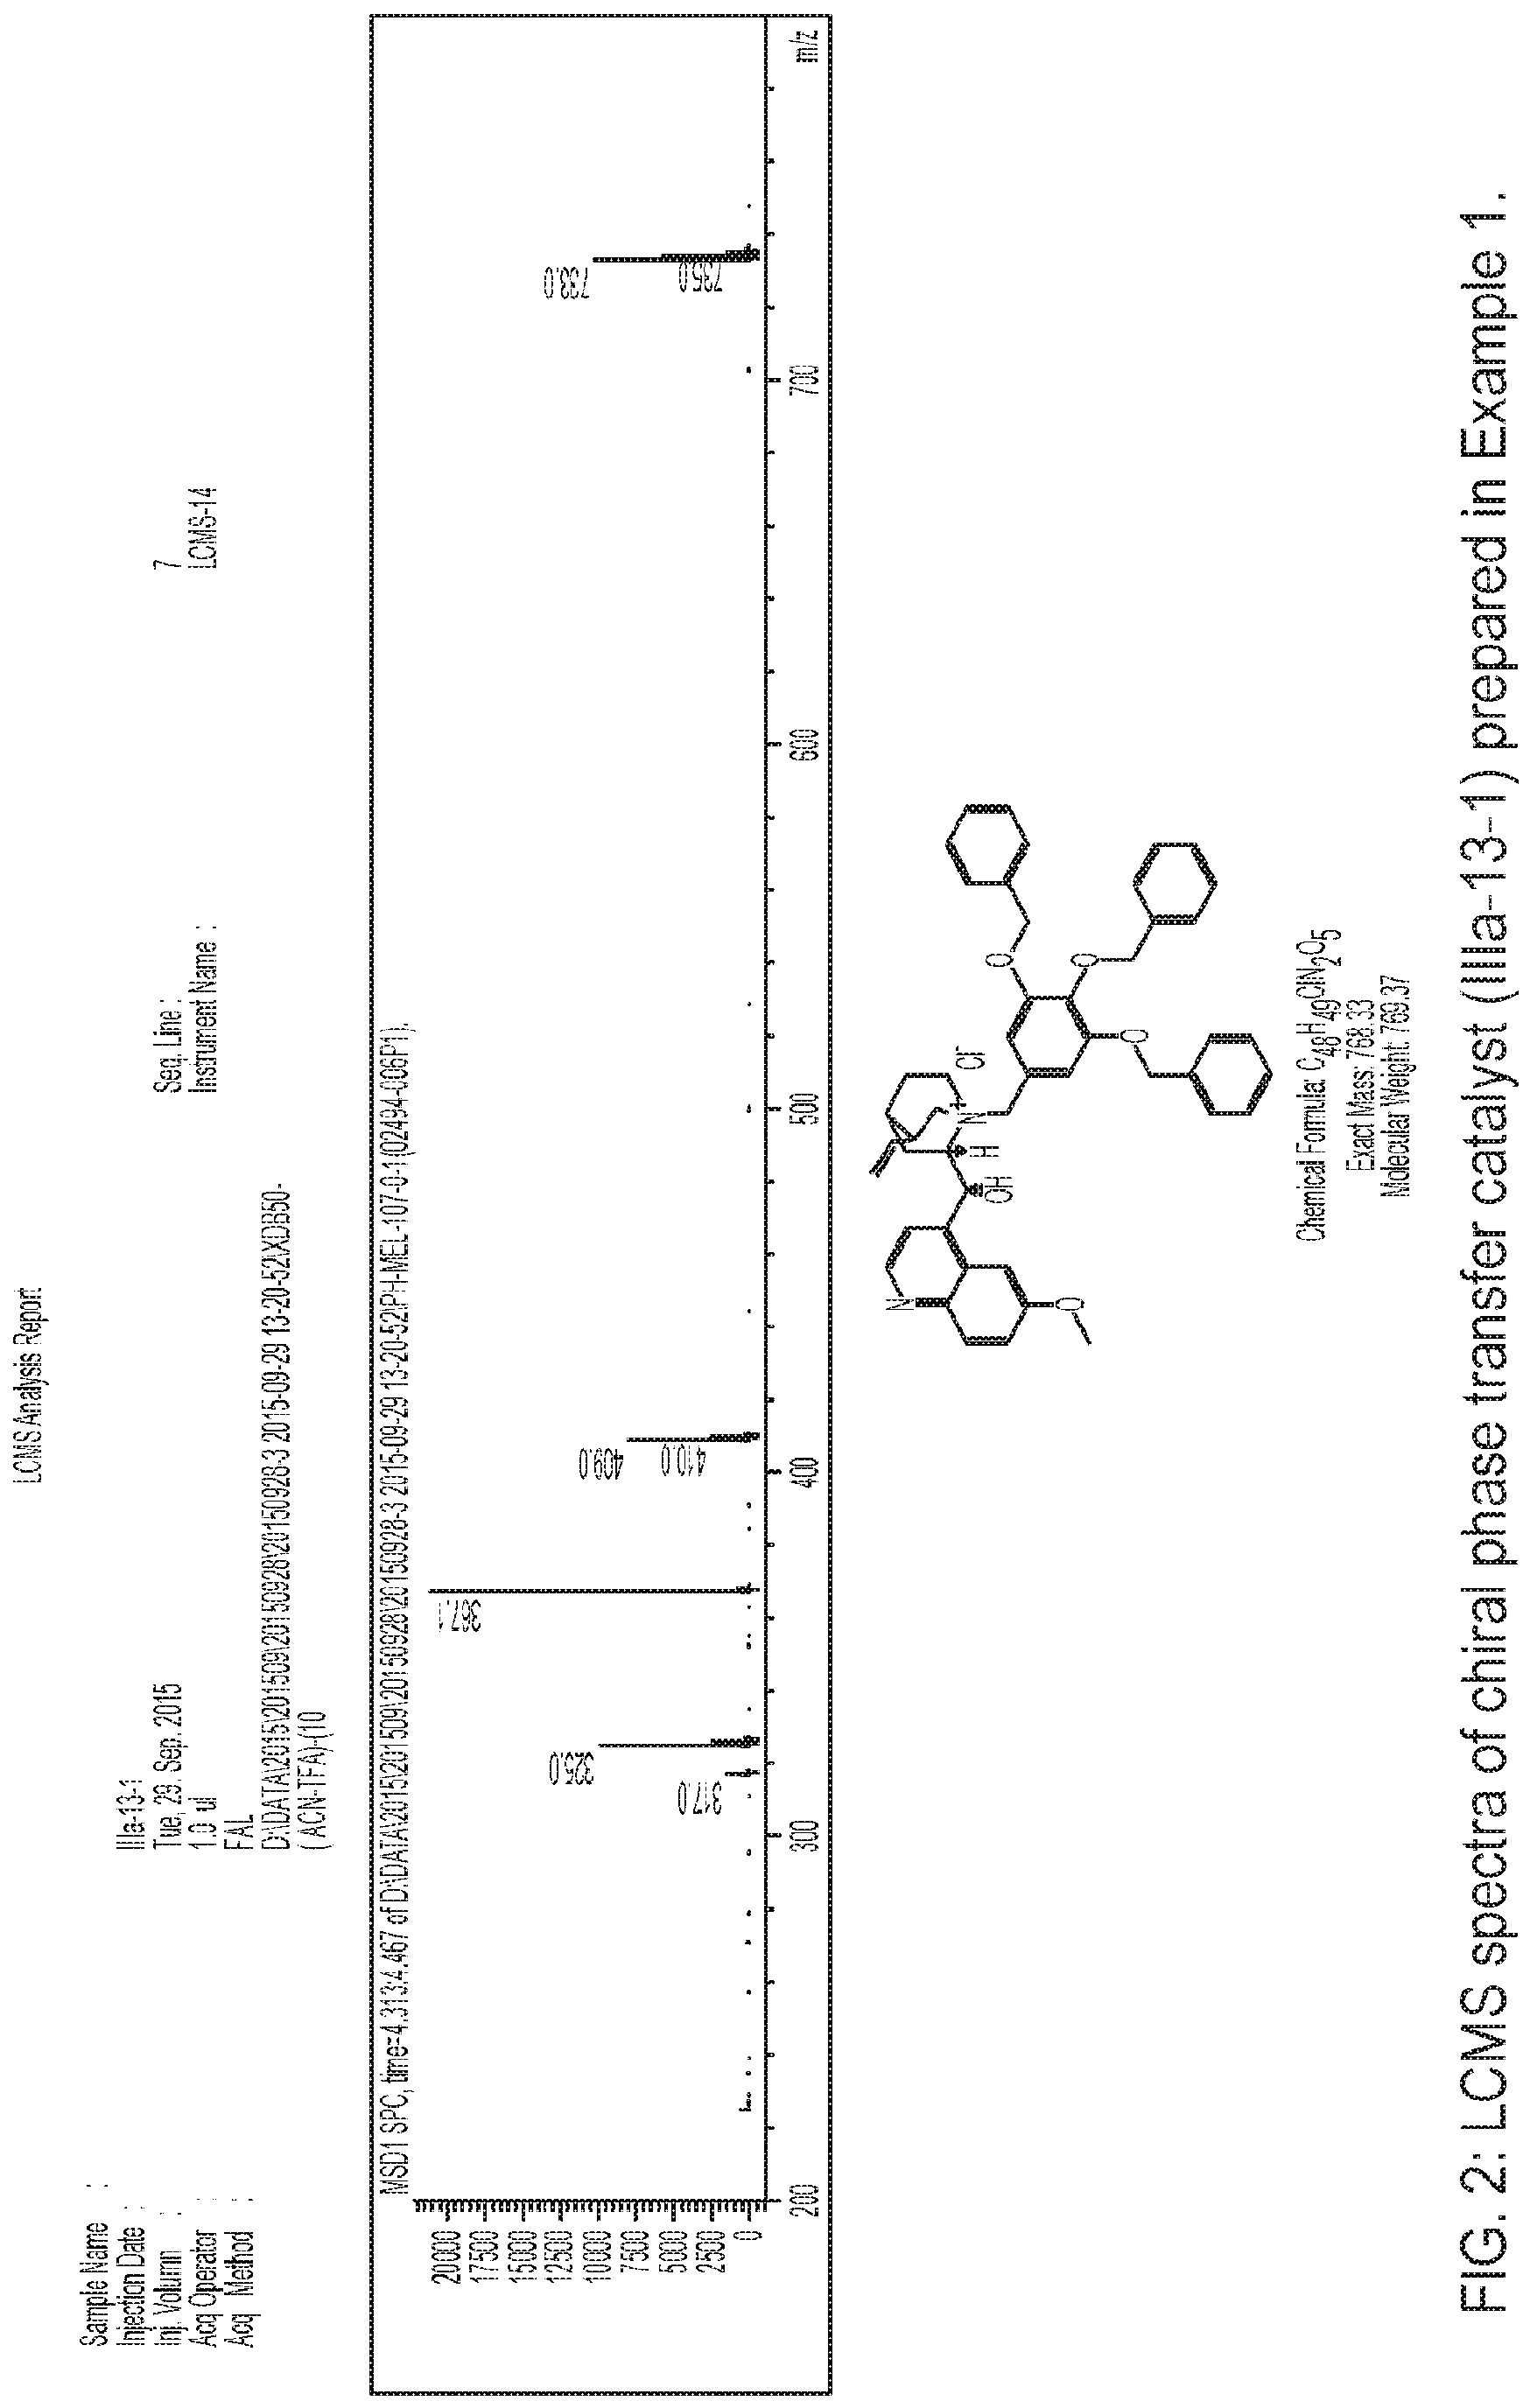 LCMS Analysis Report
Sample Name : IIIa-13-1
Injection Date : Tue, 29. Sep. 2015 Seq. Line : 7
Inj. Volumn : 1.0 ul Instrument Name : LCMS-14
Acq Operator : FAL
Acq Method : D:\DATA\2015\201509\20150928\20150928-3 2015-09-29 13-20-52\XDB50-
(ACN-TFA)-(10
MSD1 SPC, time=4.313:4.467 of D:\DATA\2015\201509\20150928\20150928-3 2015-09-29 13-20-52\PH-MEL-107-0-1(02494-006P1).
20000
17500
15000
12500
10000
7500
5000
2500
0
367.1
325.0
317.0
409.0
410.0
733.0
735.0
200 300 400 500 600 700 m/z
N
O
OH
H
N+
Cl-
O
O
O
Chemical Formula: C48H49ClN2O5
Exact Mass: 768.33
Molecular Weight: 769.37
FIG. 2: LCMS spectra of chiral phase transfer catalyst (IIIa-13-1) prepared in Example 1.